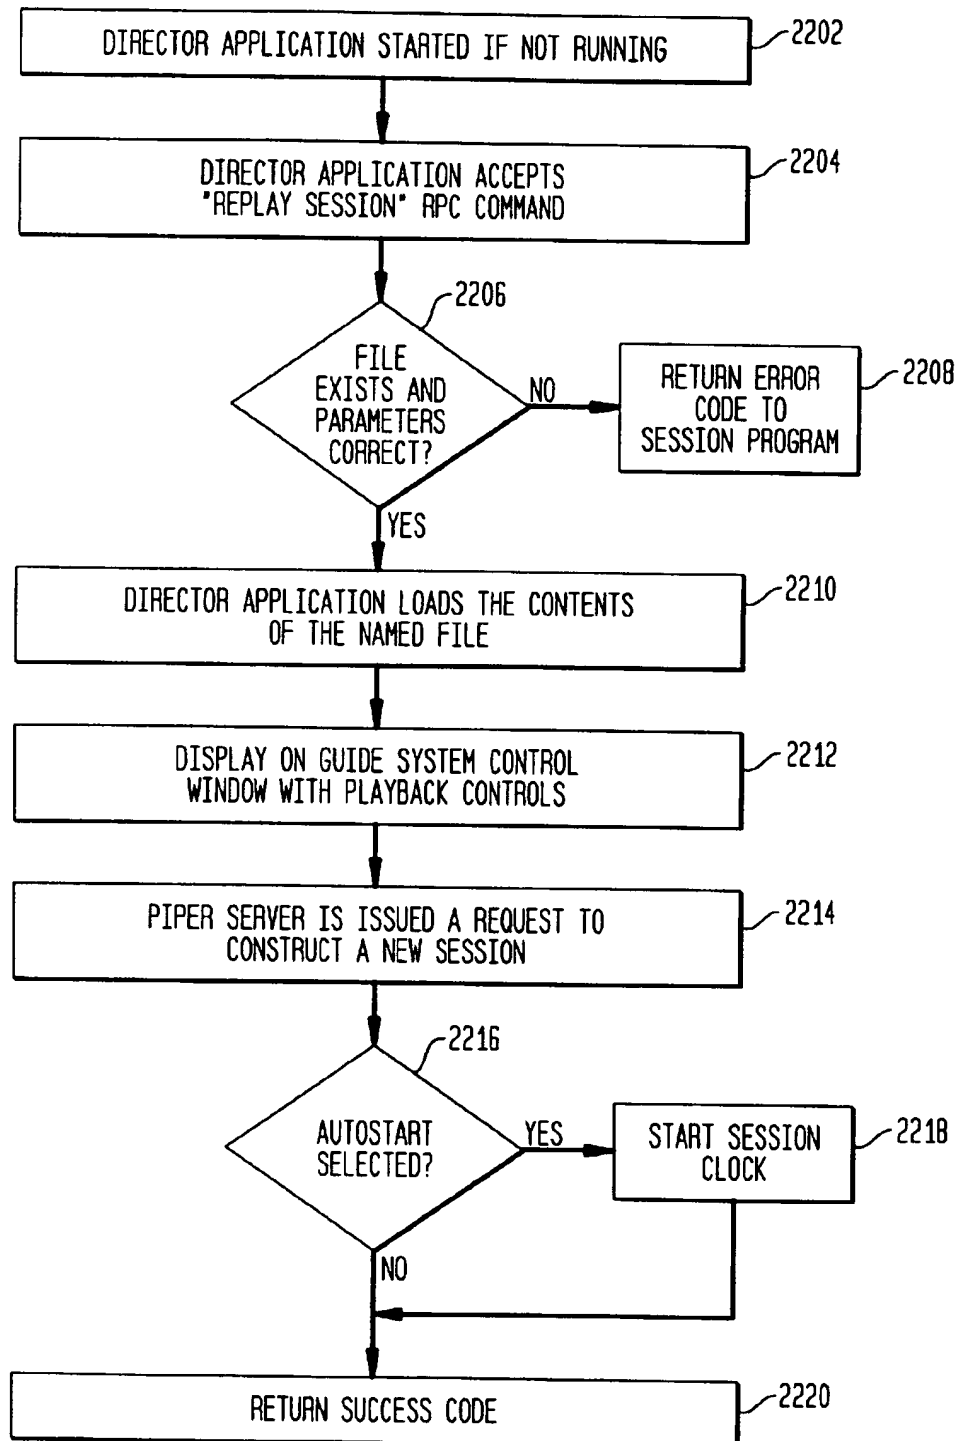 DIRECTOR APPLICATION STARTED IF NOT RUNNING
2202
DIRECTOR APPLICATION ACCEPTS
"REPLAY SESSION" RPC COMMAND
2204
2206
FILE
EXISTS AND
PARAMETERS
CORRECT?
NO
RETURN ERROR
CODE TO
SESSION PROGRAM
2208
YES
DIRECTOR APPLICATION LOADS THE CONTENTS
OF THE NAMED FILE
2210
DISPLAY ON GUIDE SYSTEM CONTROL
WINDOW WITH PLAYBACK CONTROLS
2212
PIPER SERVER IS ISSUED A REQUEST TO
CONSTRUCT A NEW SESSION
2214
2216
AUTOSTART
SELECTED?
YES
START SESSION
CLOCK
2218
NO
RETURN SUCCESS CODE
2220